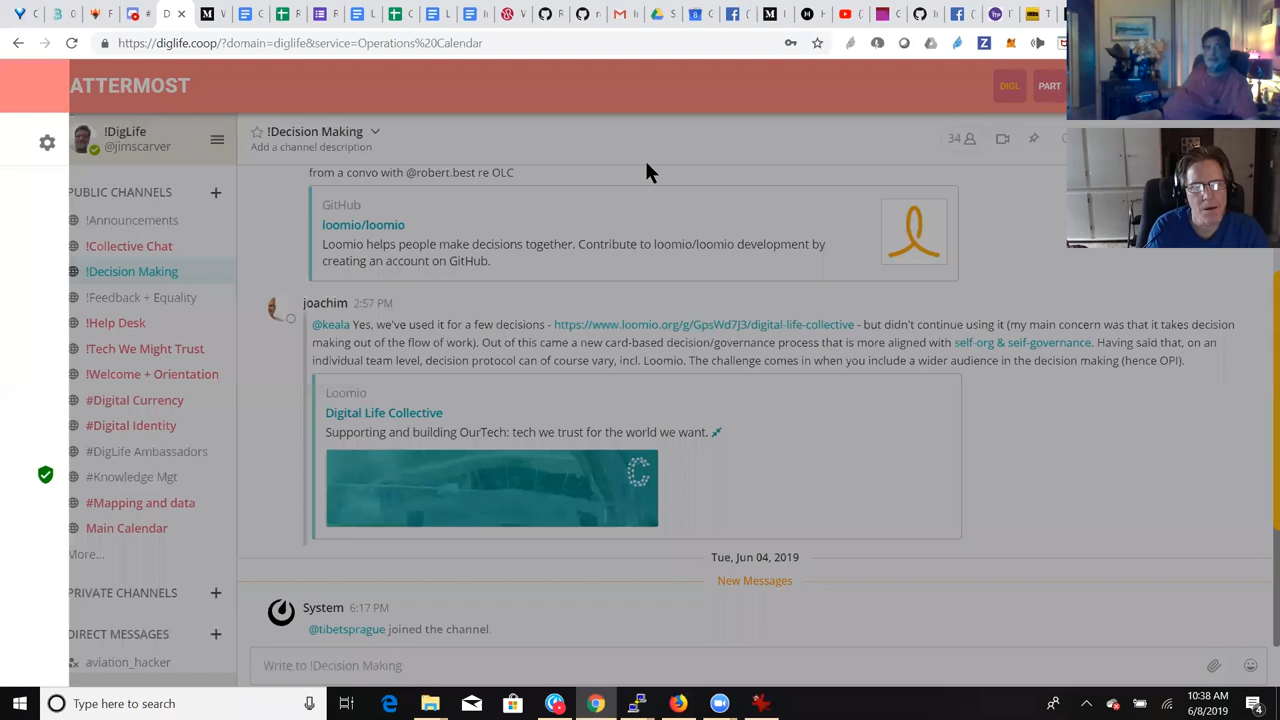 https://diglife.coop/?domain=diglife&service=Operations%20Calendar
ATTERMOST
DIGL
PART
!DigLife
@jimscarver
!Decision Making
Add a channel description
34
PUBLIC CHANNELS
!Announcements
!Collective Chat
!Decision Making
!Feedback + Equality
!Help Desk
!Tech We Might Trust
!Welcome + Orientation
#Digital Currency
#Digital Identity
#DigLife Ambassadors
#Knowledge Mgt
#Mapping and data
Main Calendar
More...
PRIVATE CHANNELS
DIRECT MESSAGES
aviation_hacker
from a convo with @robert.best re OLC
GitHub
loomio/loomio
Loomio helps people make decisions together. Contribute to loomio/loomio development by
creating an account on GitHub.
joachim 2:57 PM
@keala Yes, we've used it for a few decisions - https://www.loomio.org/g/GpsWd7J3/digital-life-collective - but didn't continue using it (my main concern was that it takes decision
making out of the flow of work). Out of this came a new card-based decision/governance process that is more aligned with self-org & self-governance. Having said that, on an
individual team level, decision protocol can of course vary, incl. Loomio. The challenge comes in when you include a wider audience in the decision making (hence OPI).
Loomio
Digital Life Collective
Supporting and building OurTech: tech we trust for the world we want.
Tue, Jun 04, 2019
New Messages
System 6:17 PM
@tibetsprague joined the channel.
Write to !Decision Making
Type here to search
10:38 AM
6/8/2019
4